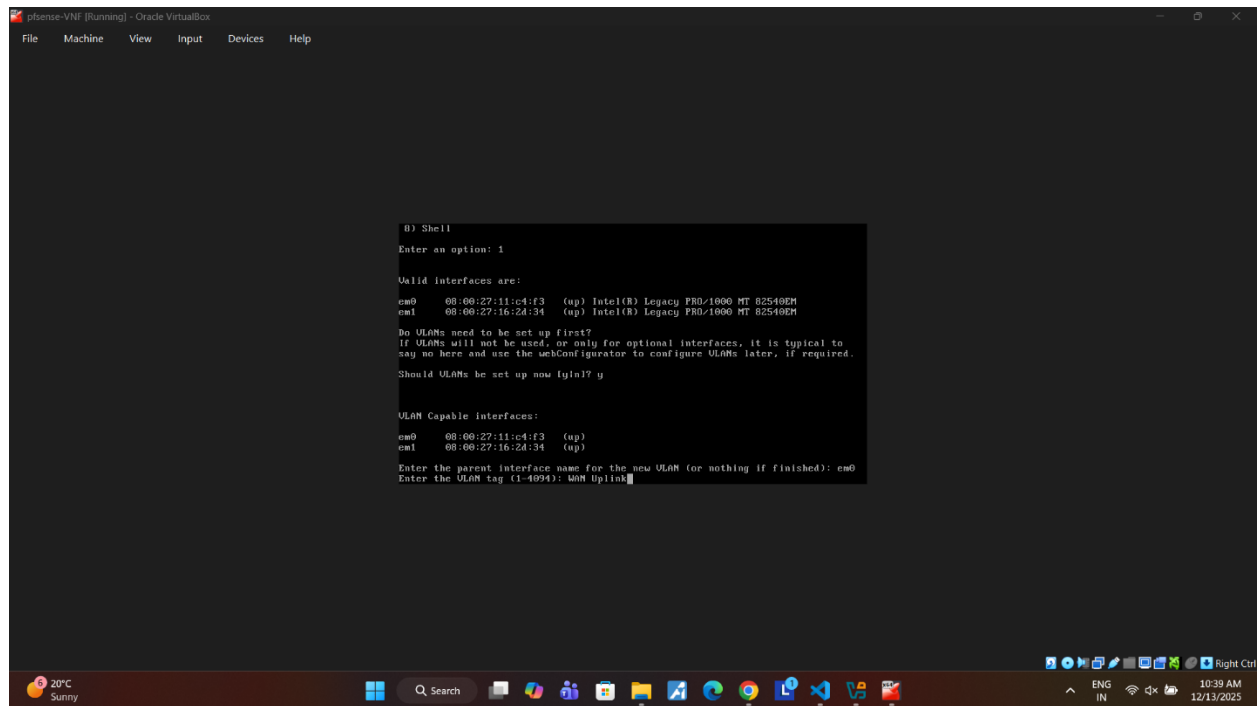 pfsense-VNF [Running] - Oracle VirtualBox
File Machine View Input Devices Help
8) Shell
Enter an option: 1
Valid interfaces are:
em0 08:00:27:11:c4:f3 (up) Intel(R) Legacy PRO/1000 MT 82540EM
em1 08:00:27:16:2d:34 (up) Intel(R) Legacy PRO/1000 MT 82540EM
Do VLANs need to be set up first?
If VLANs will not be used, or only for optional interfaces, it is typical to
say no here and use the webConfigurator to configure VLANs later, if required.
Should VLANs be set up now [y|n]? y
VLAN Capable interfaces:
em0 08:00:27:11:c4:f3 (up)
em1 08:00:27:16:2d:34 (up)
Enter the parent interface name for the new VLAN (or nothing if finished): em0
Enter the VLAN tag (1-4094): WAN Uplink
Right Ctrl
6 20°C
Sunny
Search
1
ENG
IN
10:39 AM
12/13/2025